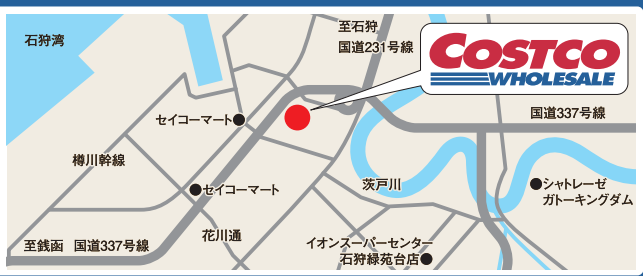 石狩湾
至石狩
国道231号線
COSTCO
WHOLESALE
国道337号線
セイコーマート
樽川幹線
セイコーマート
茨戸川
シャトレーゼ
ガトーキングダム
至銭函 国道337号線
花川通
イオンスーパーセンター
石狩緑苑台店